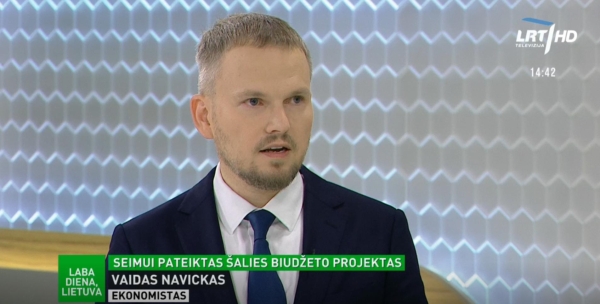 LRT HD
TELEVIZIJA
14:42
LABA
DIENA,
LIETUVA
SEIMUI PATEIKTAS ŠALIES BIUDŽETO PROJEKTAS
VAIDAS NAVICKAS
EKONOMISTAS